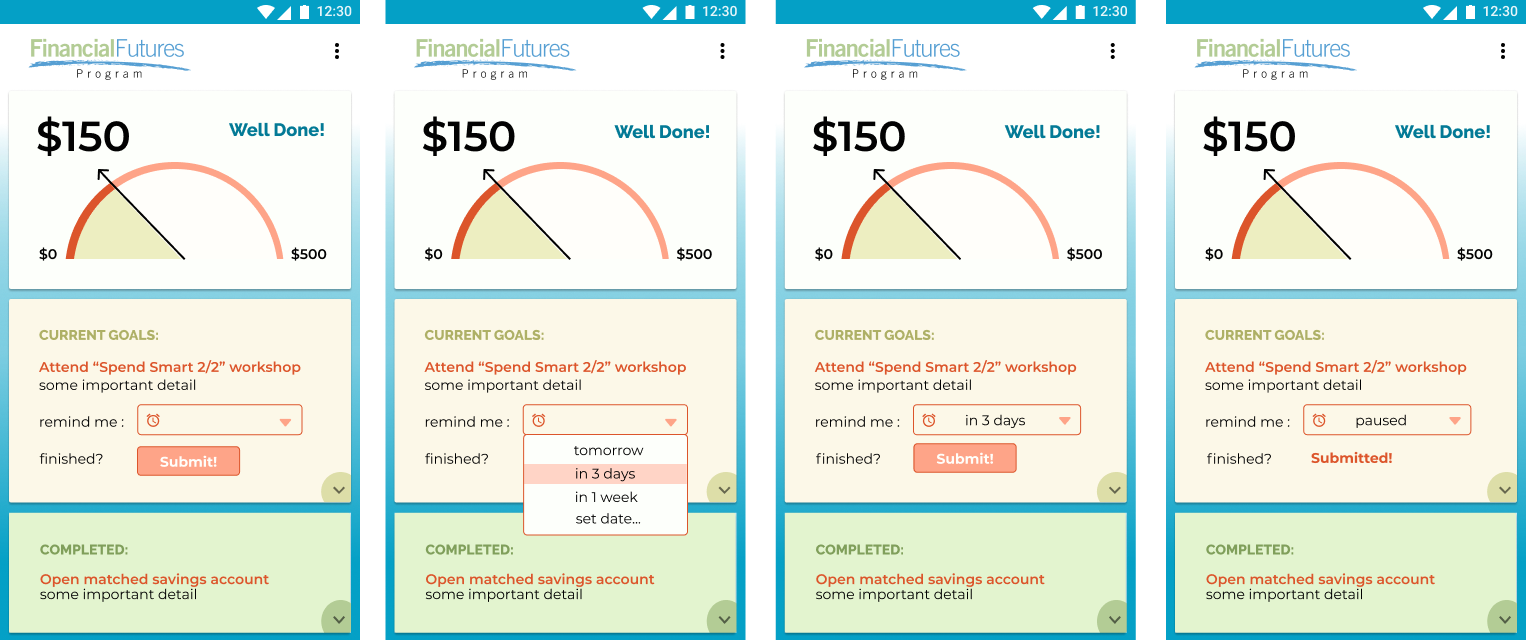 12:30
FinancialFutures
Program
$150
Well Done!
$0
$500
CURRENT GOALS:
Attend “Spend Smart 2/2” workshop
some important detail
remind me :
finished?
Submit!
COMPLETED:
Open matched savings account
some important detail
12:30
FinancialFutures
Program
$150
Well Done!
$0
$500
CURRENT GOALS:
Attend “Spend Smart 2/2” workshop
some important detail
remind me :
finished?
tomorrow
in 3 days
in 1 week
set date...
COMPLETED:
Open matched savings account
some important detail
12:30
FinancialFutures
Program
$150
Well Done!
$0
$500
CURRENT GOALS:
Attend “Spend Smart 2/2” workshop
some important detail
remind me : in 3 days
finished?
Submit!
COMPLETED:
Open matched savings account
some important detail
12:30
FinancialFutures
Program
$150
Well Done!
$0
$500
CURRENT GOALS:
Attend “Spend Smart 2/2” workshop
some important detail
remind me : paused
finished?
Submitted!
COMPLETED:
Open matched savings account
some important detail